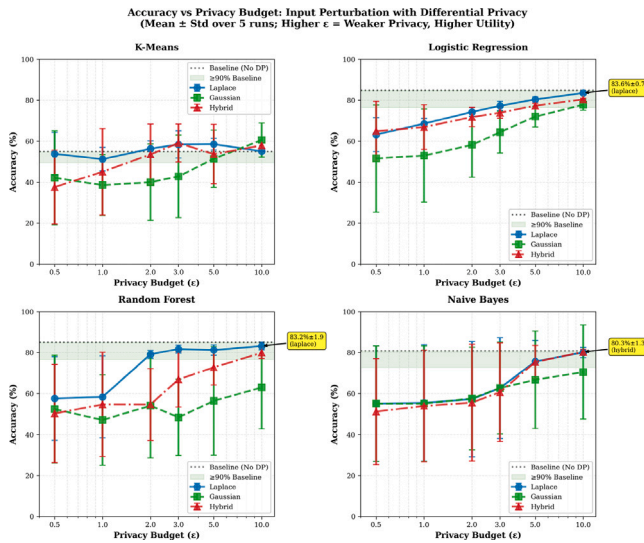 Accuracy vs Privacy Budget: Input Perturbation with Differential Privacy
(Mean ± Std over 5 runs; Higher ε = Weaker Privacy, Higher Utility)
K-Means
Accuracy (%)
100
80
60
40
20
0
Baseline (No DP)
≥90% Baseline
Laplace
Gaussian
Hybrid
0.5
1.0
2.0
3.0
5.0
10.0
Privacy Budget (ε)
Logistic Regression
Accuracy (%)
100
80
60
40
20
0
83.6%±0.7
(laplace)
Baseline (No DP)
≥90% Baseline
Laplace
Gaussian
Hybrid
0.5
1.0
2.0
3.0
5.0
10.0
Privacy Budget (ε)
Random Forest
Accuracy (%)
100
80
60
40
20
0
83.2%±1.9
(laplace)
Baseline (No DP)
≥90% Baseline
Laplace
Gaussian
Hybrid
0.5
1.0
2.0
3.0
5.0
10.0
Privacy Budget (ε)
Naive Bayes
Accuracy (%)
100
80
60
40
20
0
80.3%±1.3
(hybrid)
Baseline (No DP)
≥90% Baseline
Laplace
Gaussian
Hybrid
0.5
1.0
2.0
3.0
5.0
10.0
Privacy Budget (ε)